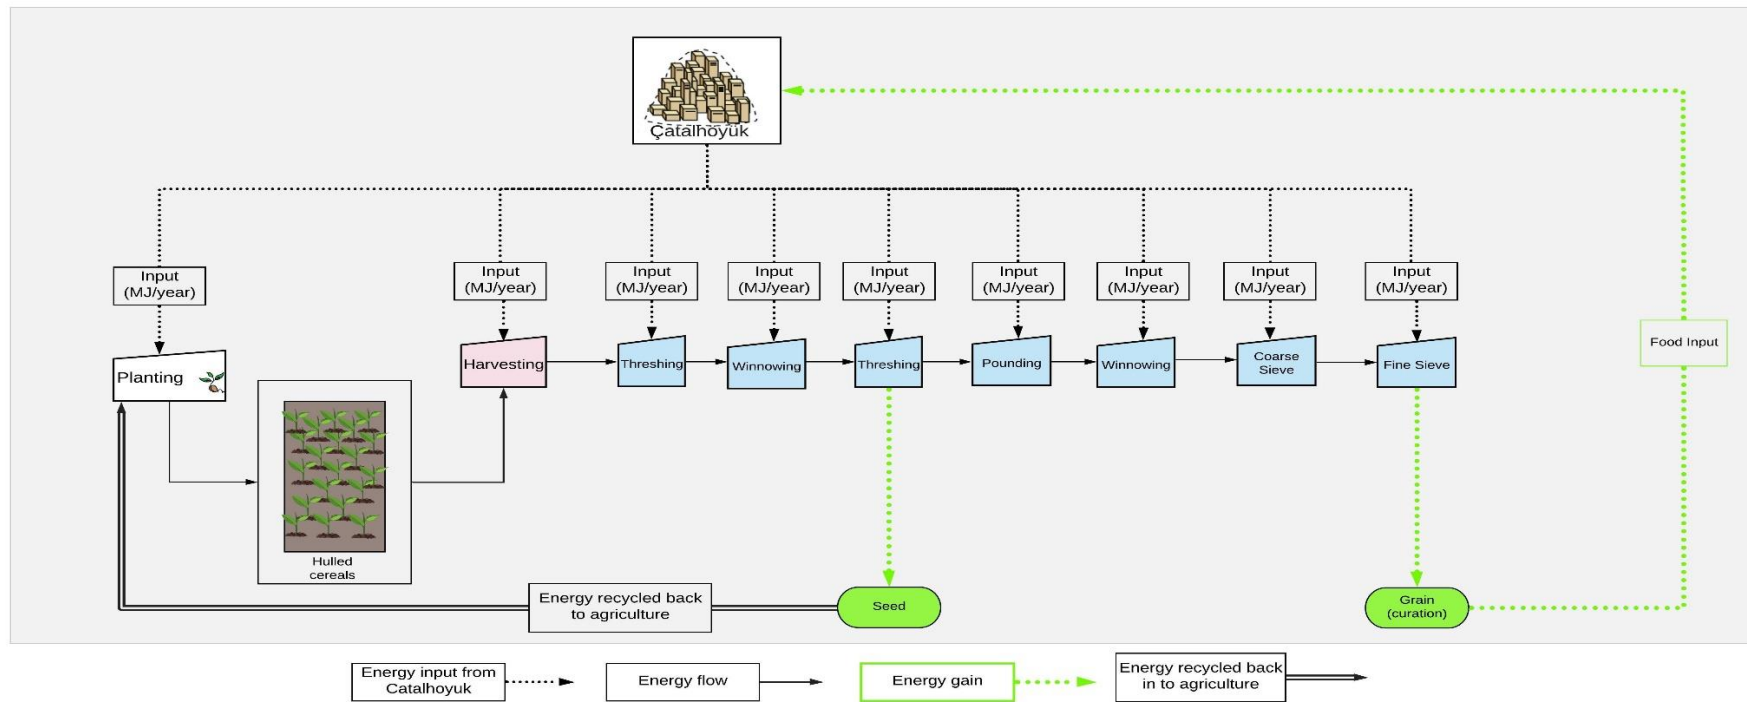 Çatalhoyuk
Input
(MJ/year)
Input
(MJ/year)
Input
(MJ/year)
Input
(MJ/year)
Input
(MJ/year)
Input
(MJ/year)
Input
(MJ/year)
Input
(MJ/year)
Input
(MJ/year)
Planting
Harvesting
Threshing
Winnowing
Threshing
Pounding
Winnowing
Coarse
Sieve
Fine Sieve
Food Input
Hulled
cereals
Energy recycled back
to agriculture
Seed
Grain
(curation)
Energy input from
Catalhoyuk
Energy flow
Energy gain
Energy recycled back
in to agriculture